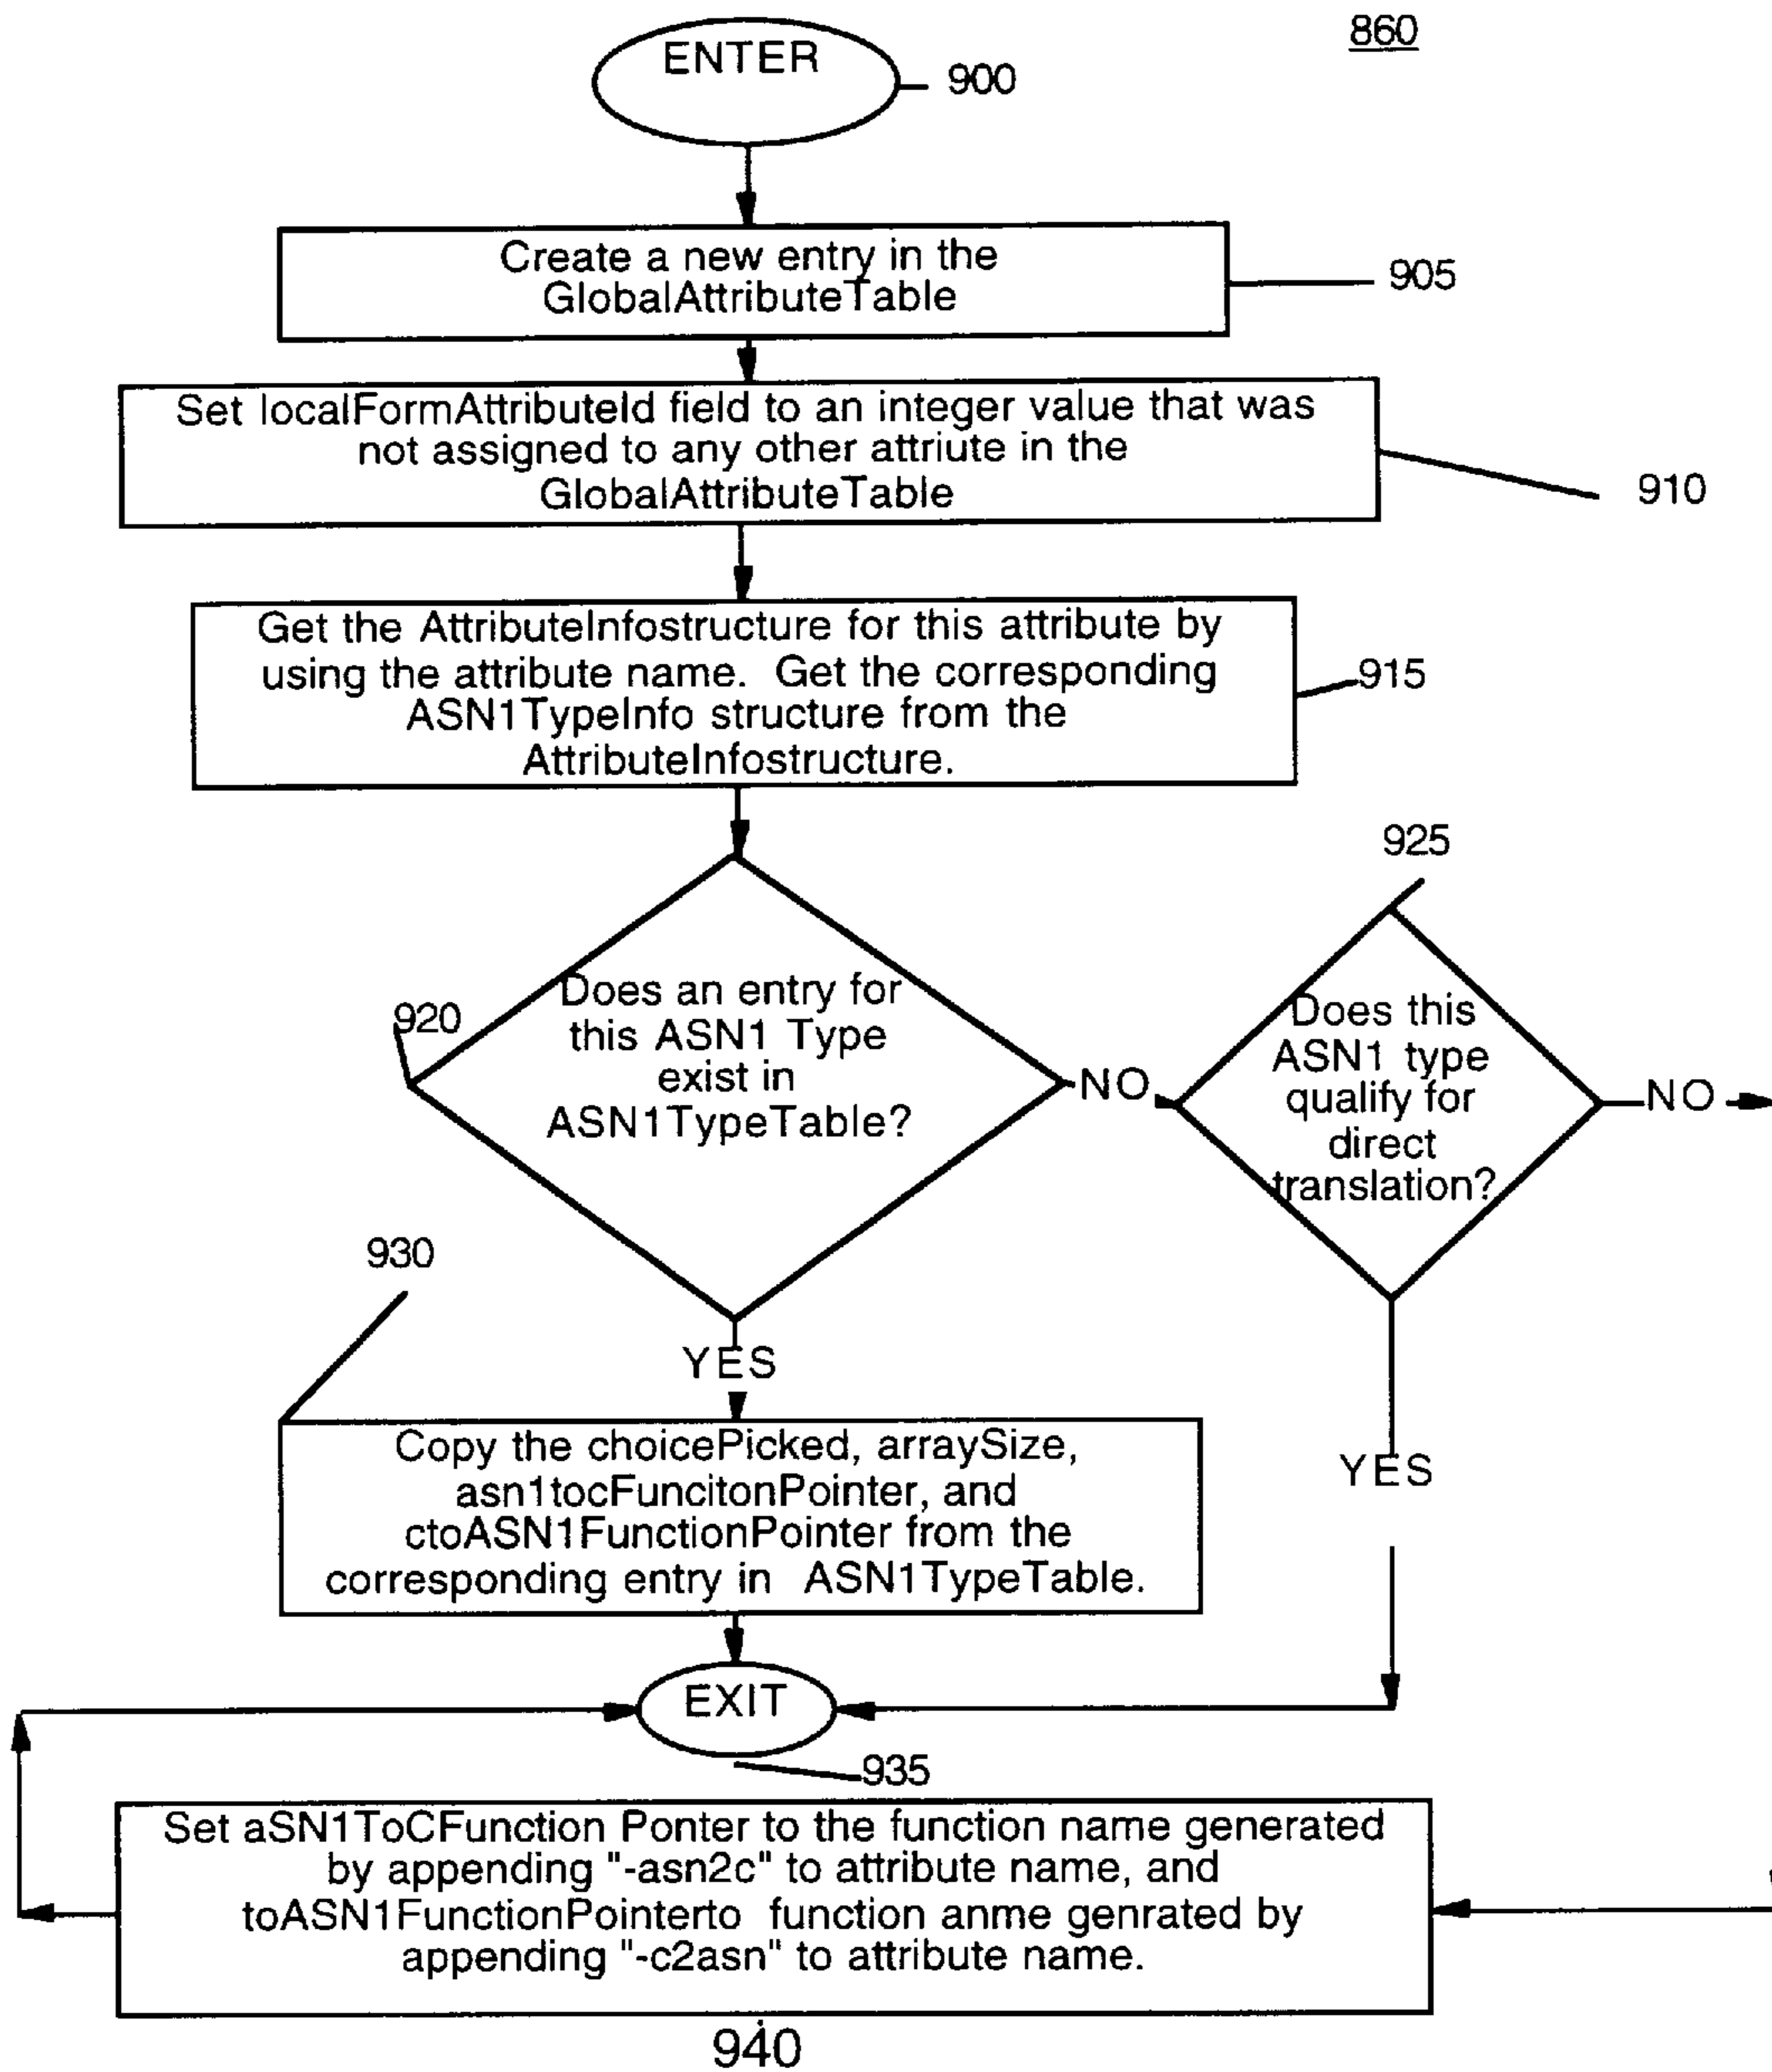 860
ENTER
900
Create a new entry in the
GlobalAttributeTable
905
Set localFormAttributeId field to an integer value that was
not assigned to any other attriute in the
GlobalAttributeTable
910
Get the AttributeInfostructure for this attribute by
using the attribute name. Get the corresponding
ASN1TypeInfo structure from the
AttributeInfostructure.
915
925
920
Does an entry for
this ASN1 Type
exist in
ASN1TypeTable?
NO
Does this
ASN1 type
qualify for
direct
translation?
NO
930
YES
YES
Copy the choicePicked, arraySize,
asn1tocFuncitonPointer, and
ctoASN1FunctionPointer from the
corresponding entry in ASN1TypeTable.
EXIT
935
Set aSN1ToCFunction Ponter to the function name generated
by appending "-asn2c" to attribute name, and
toASN1FunctionPointerto function anme genrated by
appending "-c2asn" to attribute name.
940